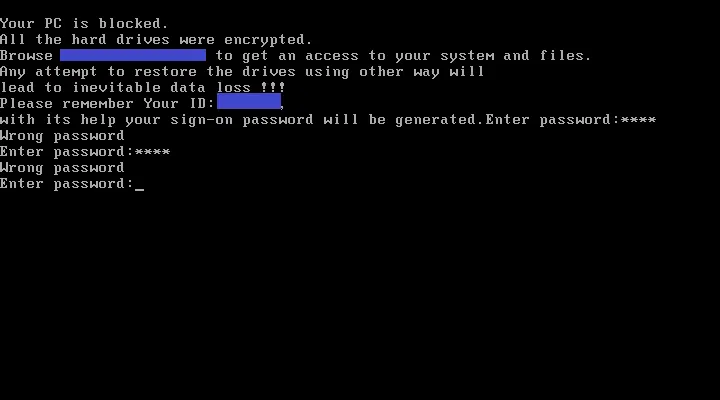 Your PC is blocked.
All the hard drives were encrypted.
Browse to get an access to your system and files.
Any attempt to restore the drives using other way will
lead to inevitable data loss !!!
Please remember Your ID: ,
with its help your sign-on password will be generated.Enter password:****
Wrong password
Enter password:****
Wrong password
Enter password:_